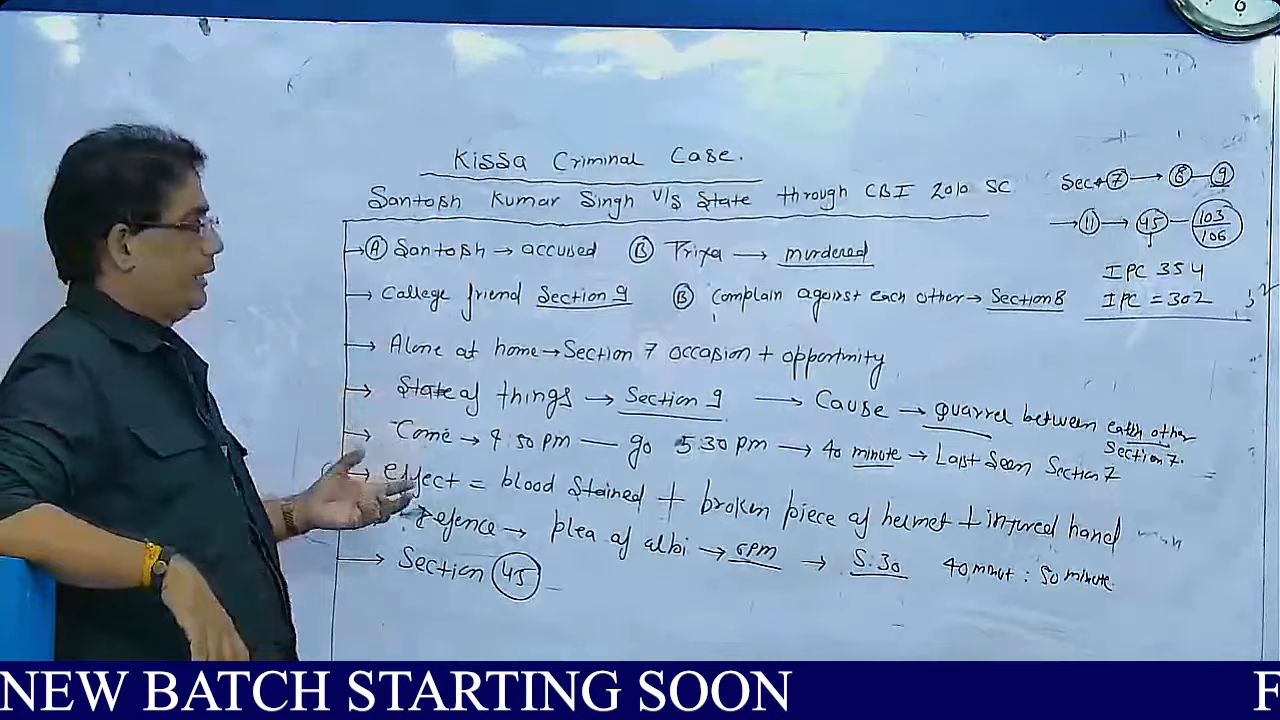 Kissa Criminal Case.
Santosh Kumar Singh V/s State through CBI 2010 SC
Sec → 7 → 8 - 9
→ 11 → 45 - 103/106
IPC 354
IPC = 302
→ A Santosh → accused B Priya → murdered
→ College friend Section 9 B Complain against each other → Section 8
→ Alone at home → Section 7 occasion + opportunity
→ State of things → Section 9 → Cause → quarrel between each other
Section 7.
→ Come → 4:50 pm — go 5.30 pm → 40 minute → Last Seen Section 7
→ effect = blood Stained + broken piece of helmet + injured hand
Defence → plea of alibi → 6pm → 5:30 40 minut : 50 minute.
→ Section 45
NEW BATCH STARTING SOON
F
6